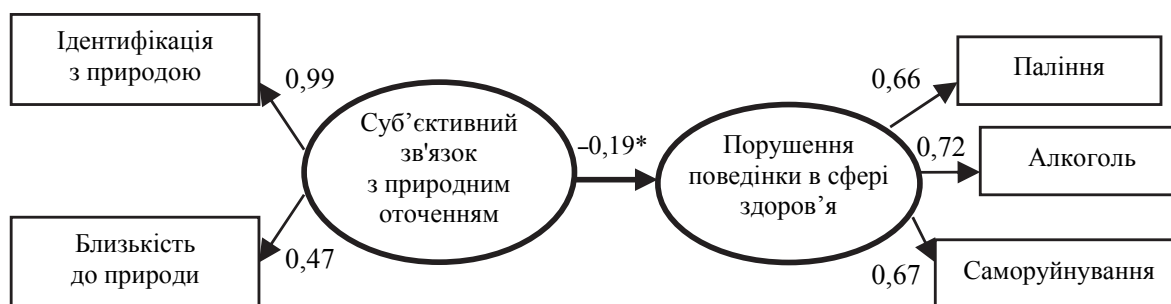 Ідентифікація
з природою
0,99
Близькість
до природи
0,47
Суб’єктивний
зв'язок
з природним
оточенням
–0,19*
Порушення
поведінки в сфері
здоров’я
0,66
Паління
0,72
Алкоголь
0,67
Саморуйнування